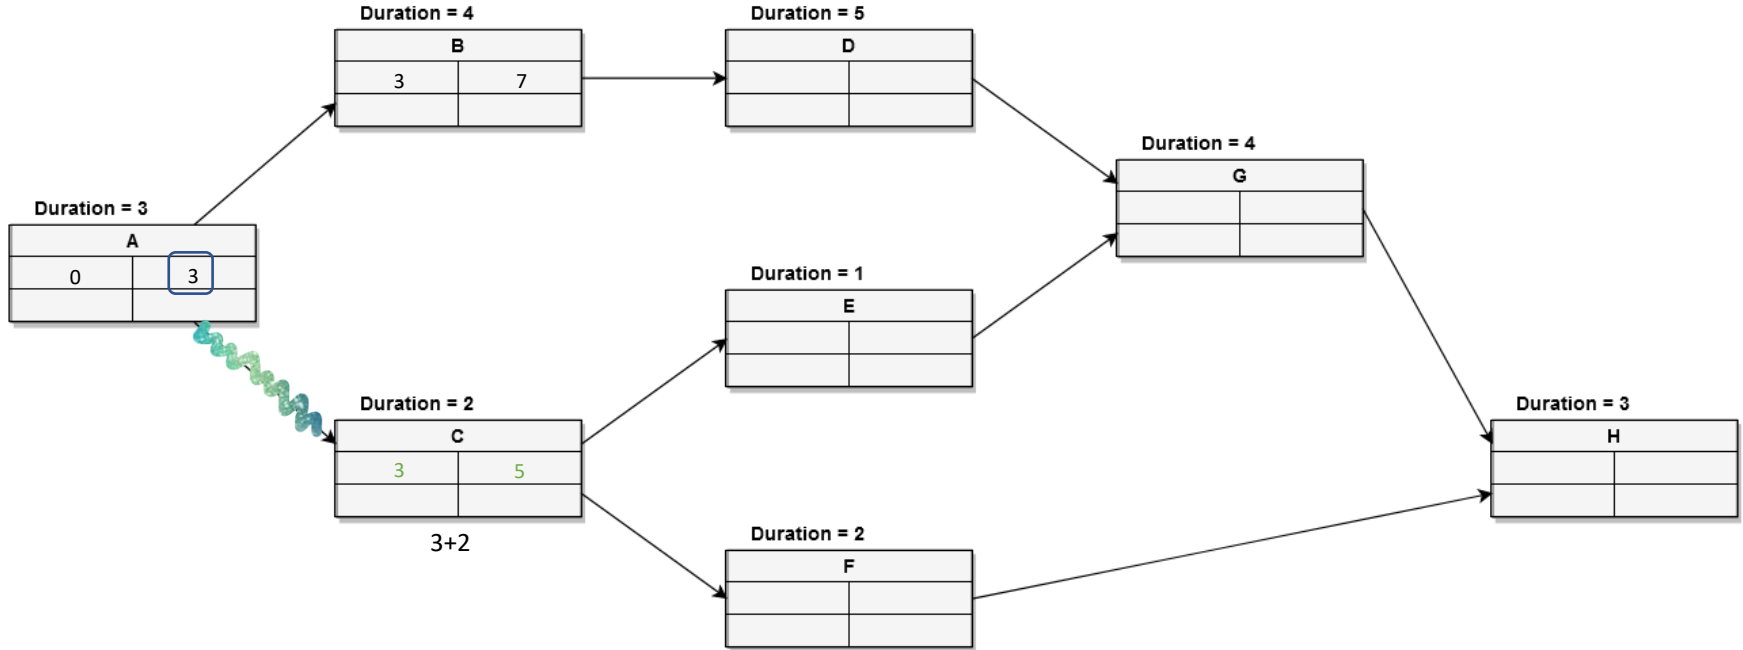 Duration = 4
B
3 7
Duration = 5
D
Duration = 4
G
Duration = 3
A
0 3
Duration = 1
E
Duration = 2
C
3 5
3+2
Duration = 3
H
Duration = 2
F